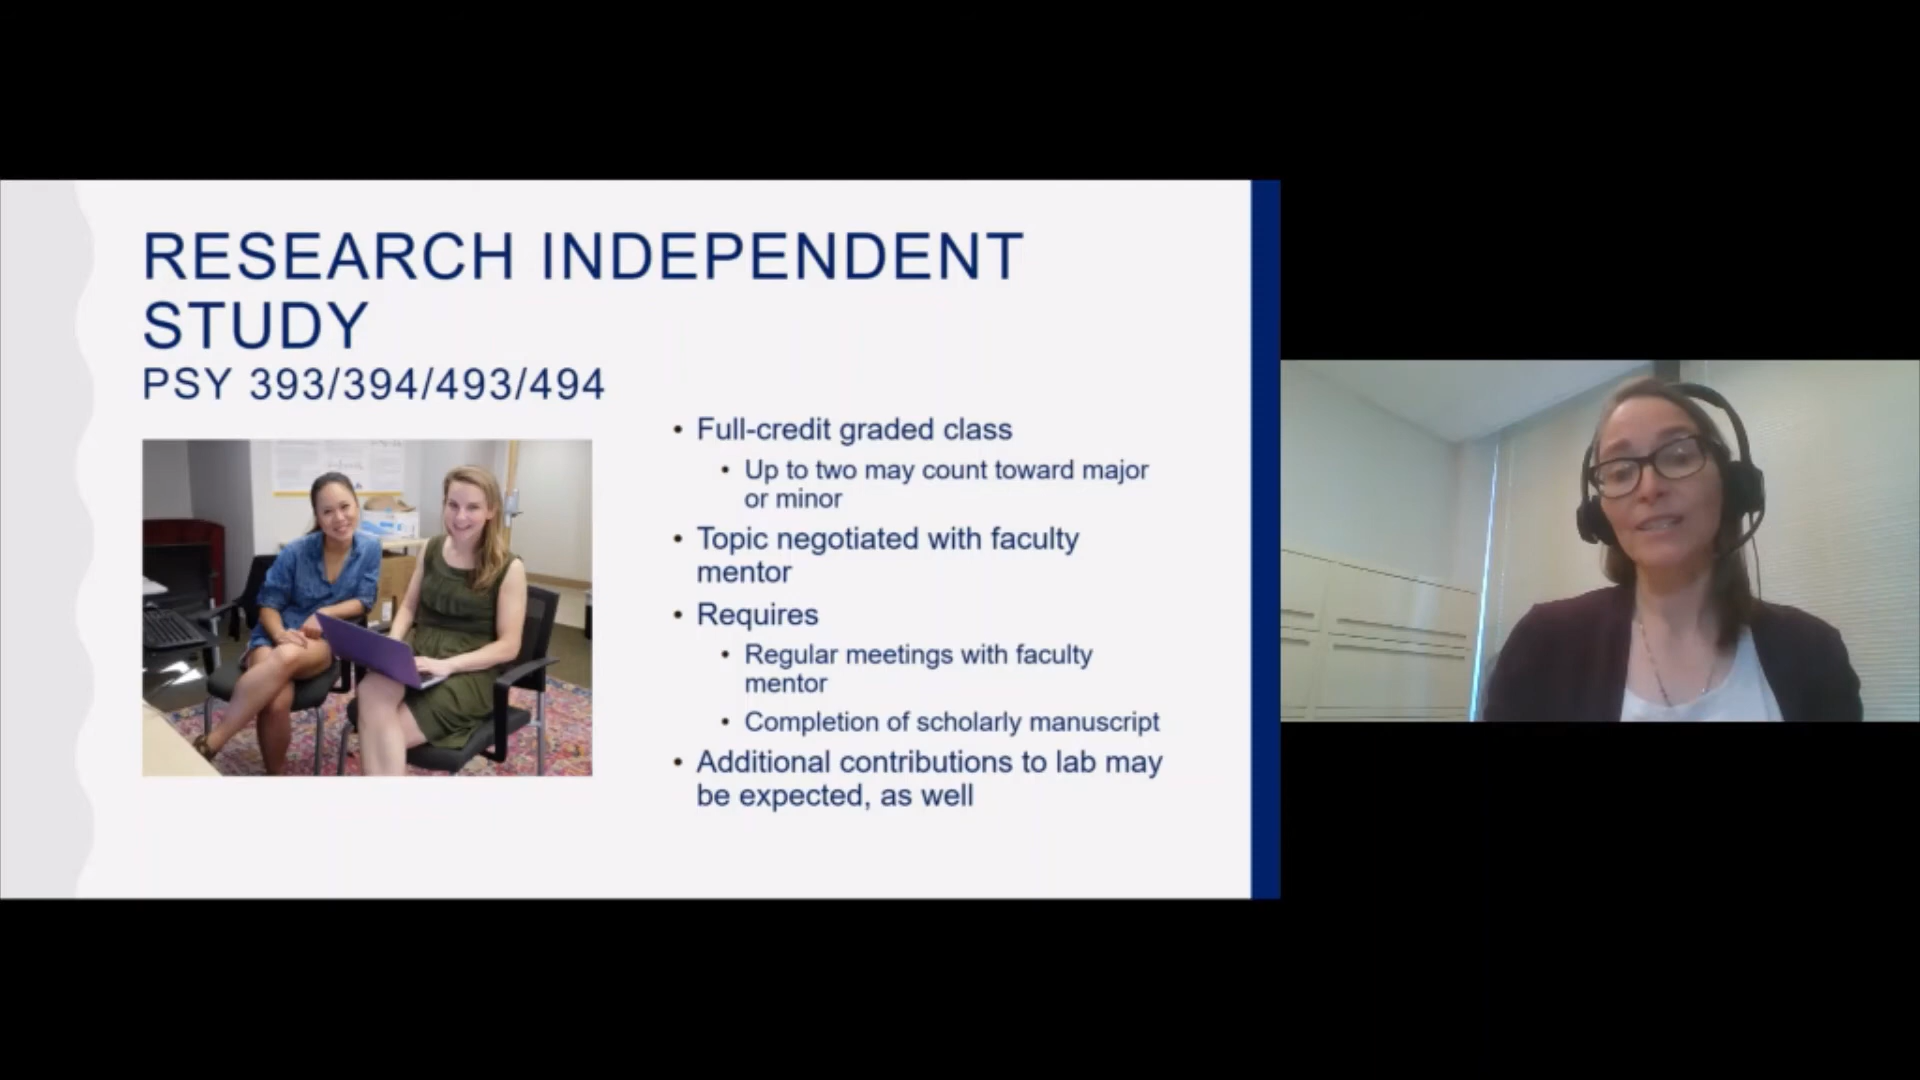 RESEARCH INDEPENDENT
STUDY
PSY 393/394/493/494
• Full-credit graded class
• Up to two may count toward major
or minor
• Topic negotiated with faculty
mentor
• Requires
• Regular meetings with faculty
mentor
• Completion of scholarly manuscript
• Additional contributions to lab may
be expected, as well